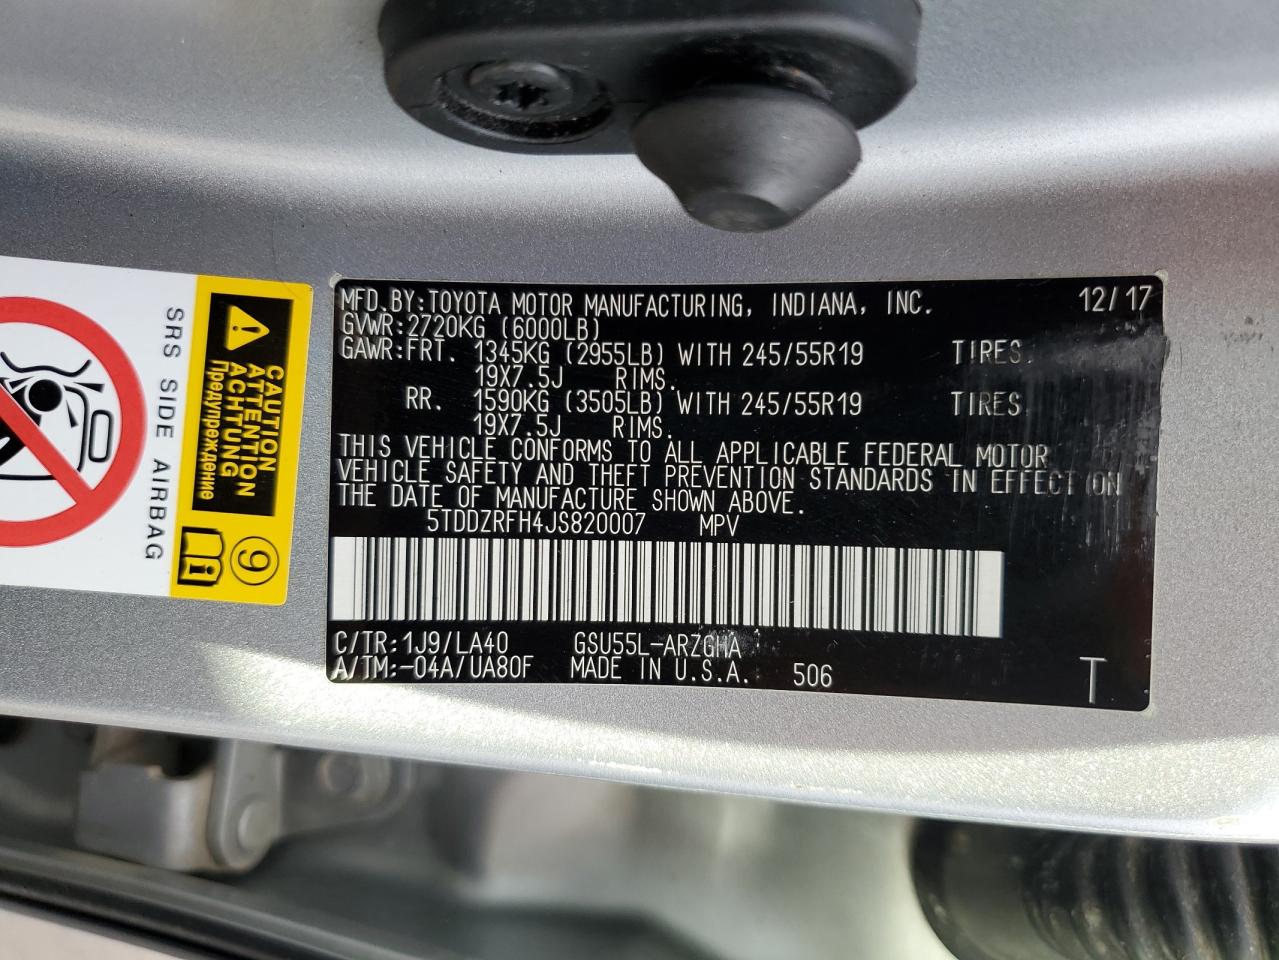 MFD.BY:TOYOTA MOTOR MANUFACTURING, INDIANA, INC. 12/17
GVWR:2720KG (6000LB)
GAWR:FRT. 1345KG (2955LB) WITH 245/55R19 TIRES.
19X7.5J RIMS.
RR. 1590KG (3505LB) WITH 245/55R19 TIRES
19X7.5J RIMS.
THIS VEHICLE CONFORMS TO ALL APPLICABLE FEDERAL MOTOR
VEHICLE SAFETY AND THEFT PREVENTION STANDARDS IN EFFECT ON
THE DATE OF MANUFACTURE SHOWN ABOVE.
5TDDZRFH4JS820007 MPV
C/TR:1J9/LA40 GSU55L-ARZGHA
A/TM:-04A/UA80F MADE IN U.S.A. 506 T
CAUTION
ATTENTION
ACHTUNG
Предупреждение
9
SRS SIDE AIRBAG